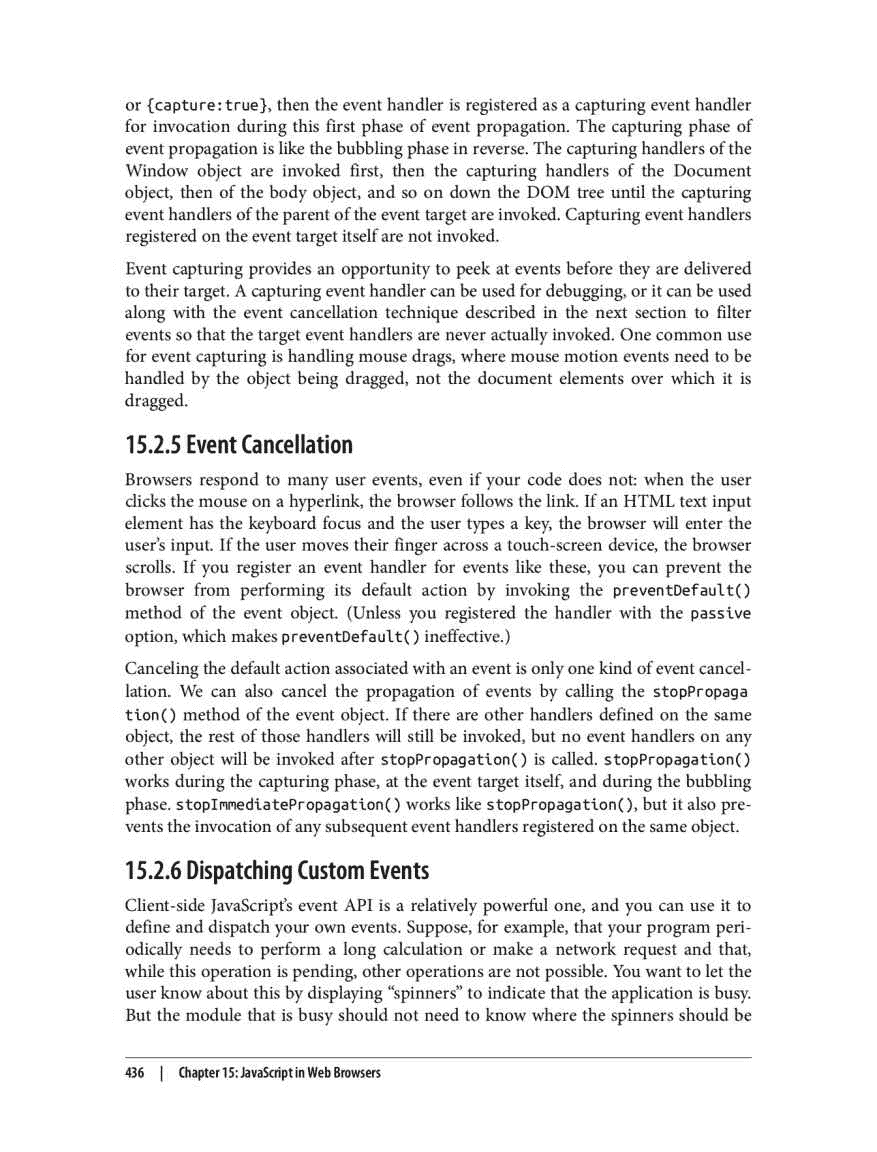 or {capture:true}, then the event handler is registered as a capturing event handler
for invocation during this first phase of event propagation. The capturing phase of
event propagation is like the bubbling phase in reverse. The capturing handlers of the
Window object are invoked first, then the capturing handlers of the Document
object, then of the body object, and so on down the DOM tree until the capturing
event handlers of the parent of the event target are invoked. Capturing event handlers
registered on the event target itself are not invoked.
Event capturing provides an opportunity to peek at events before they are delivered
to their target. A capturing event handler can be used for debugging, or it can be used
along with the event cancellation technique described in the next section to filter
events so that the target event handlers are never actually invoked. One common use
for event capturing is handling mouse drags, where mouse motion events need to be
handled by the object being dragged, not the document elements over which it is
dragged.
15.2.5 Event Cancellation
Browsers respond to many user events, even if your code does not: when the user
clicks the mouse on a hyperlink, the browser follows the link. If an HTML text input
element has the keyboard focus and the user types a key, the browser will enter the
user’s input. If the user moves their finger across a touch-screen device, the browser
scrolls. If you register an event handler for events like these, you can prevent the
browser from performing its default action by invoking the preventDefault()
method of the event object. (Unless you registered the handler with the passive
option, which makes preventDefault() ineffective.)
Canceling the default action associated with an event is only one kind of event cancel-
lation. We can also cancel the propagation of events by calling the stopPropaga
tion() method of the event object. If there are other handlers defined on the same
object, the rest of those handlers will still be invoked, but no event handlers on any
other object will be invoked after stopPropagation() is called. stopPropagation()
works during the capturing phase, at the event target itself, and during the bubbling
phase. stopImmediatePropagation() works like stopPropagation(), but it also pre-
vents the invocation of any subsequent event handlers registered on the same object.
15.2.6 Dispatching Custom Events
Client-side JavaScript’s event API is a relatively powerful one, and you can use it to
define and dispatch your own events. Suppose, for example, that your program peri-
odically needs to perform a long calculation or make a network request and that,
while this operation is pending, other operations are not possible. You want to let the
user know about this by displaying “spinners” to indicate that the application is busy.
But the module that is busy should not need to know where the spinners should be
436 | Chapter 15: JavaScript in Web Browsers